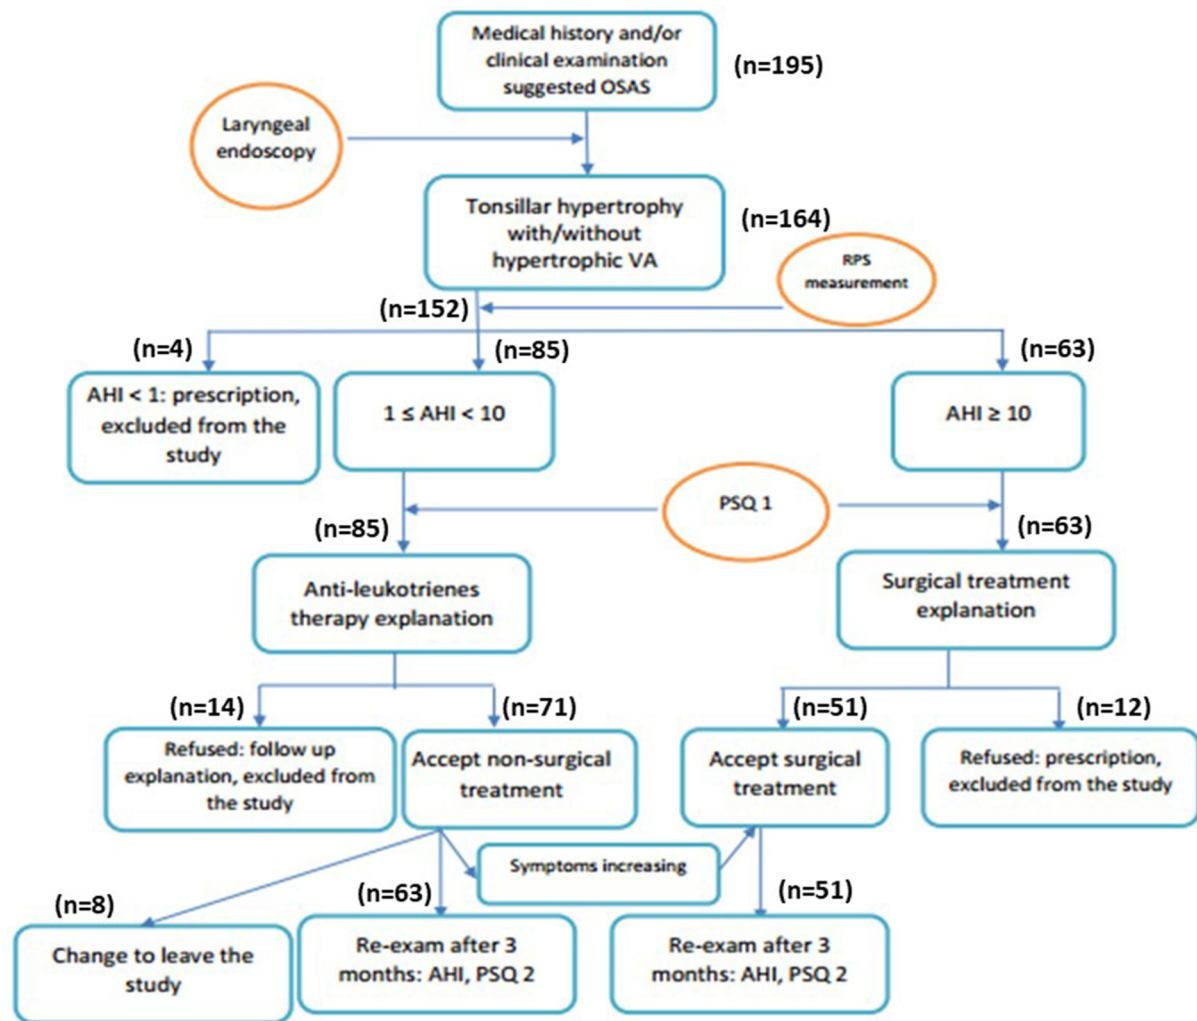 Medical history and/or
clinical examination
suggested OSAS
(n=195)
Laryngeal
endoscopy
Tonsillar hypertrophy
with/without
hypertrophic VA
(n=164)
RPS
measurement
(n=152)
(n=4)
(n=85)
(n=63)
AHI < 1: prescription,
excluded from the
study
1 ≤ AHI < 10
AHI ≥ 10
PSQ 1
(n=85)
(n=63)
Anti-leukotrienes
therapy explanation
Surgical treatment
explanation
(n=14)
(n=71)
(n=51)
(n=12)
Refused: follow up
explanation, excluded from
the study
Accept non-surgical
treatment
Accept surgical
treatment
Refused: prescription,
excluded from the study
Symptoms increasing
(n=8)
(n=63)
(n=51)
Change to leave the
study
Re-exam after 3
months: AHI, PSQ 2
Re-exam after 3
months: AHI, PSQ 2